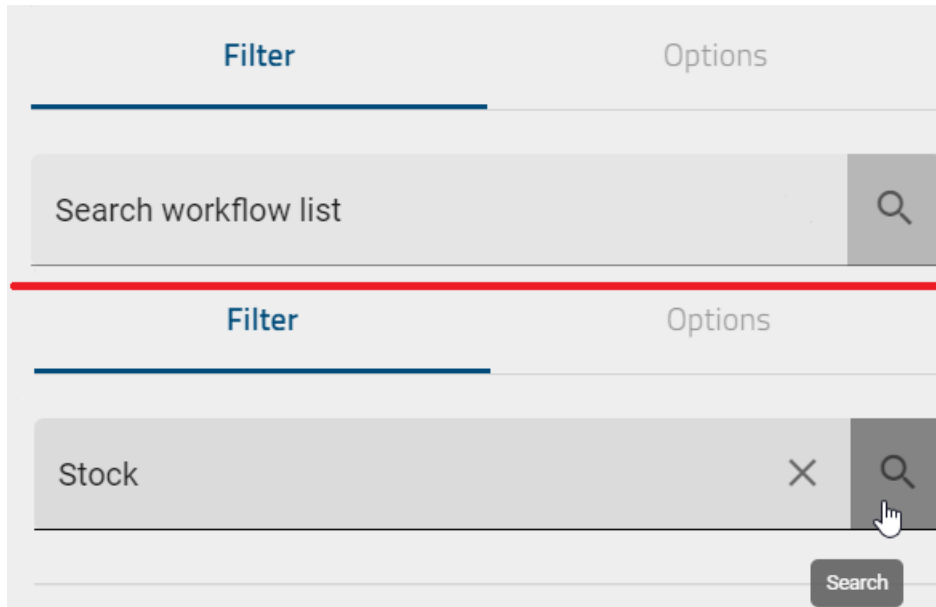 Filter Options
Search workflow list
Filter Options
Stock
Search